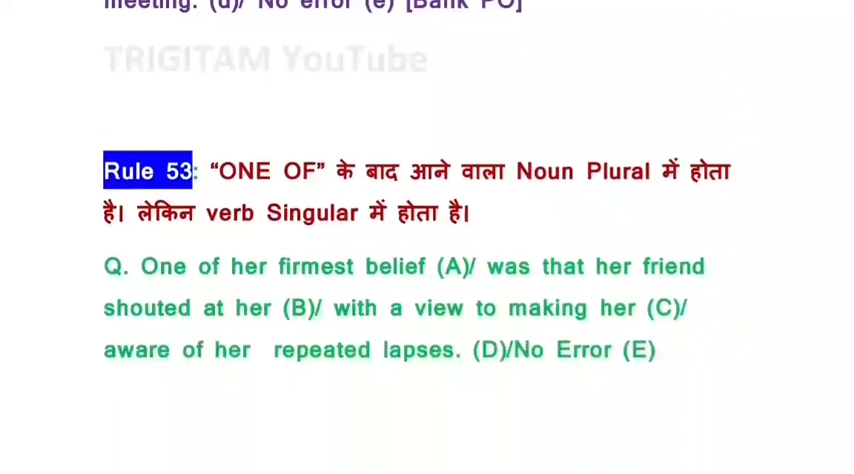 meeting. (d)/ No error (e) [Bank PO]
TRIGITAM YouTube
Rule 53: “ONE OF” के बाद आने वाला Noun Plural में होता
है। लेकिन verb Singular में होता है।
Q. One of her firmest belief (A)/ was that her friend
shouted at her (B)/ with a view to making her (C)/
aware of her repeated lapses. (D)/No Error (E)